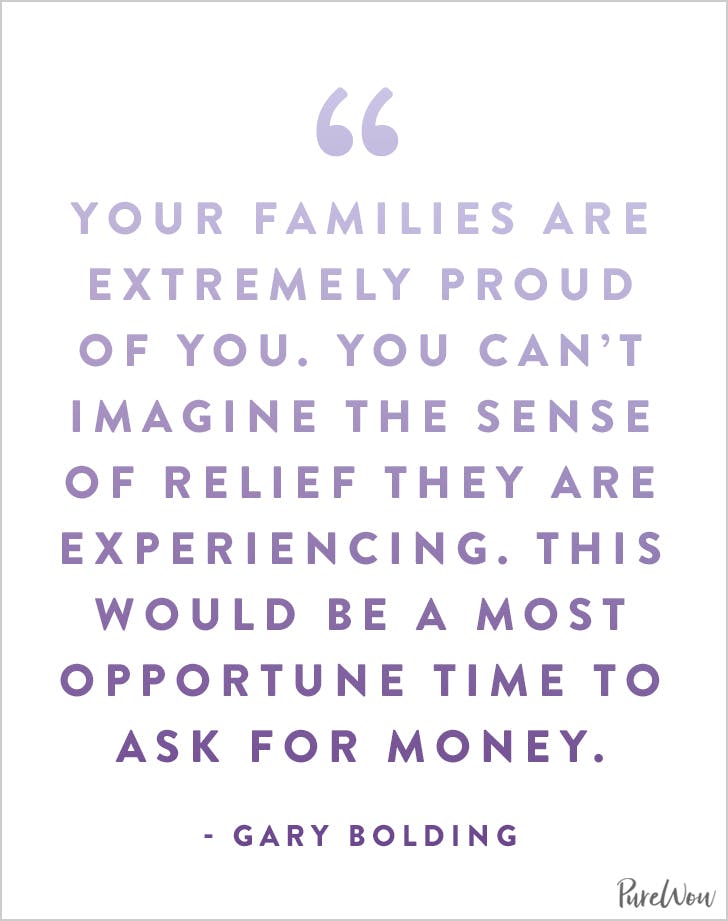 “
YOUR FAMILIES ARE
EXTREMELY PROUD
OF YOU. YOU CAN’T
IMAGINE THE SENSE
OF RELIEF THEY ARE
EXPERIENCING. THIS
WOULD BE A MOST
OPPORTUNE TIME TO
ASK FOR MONEY.
- GARY BOLDING
PureWow